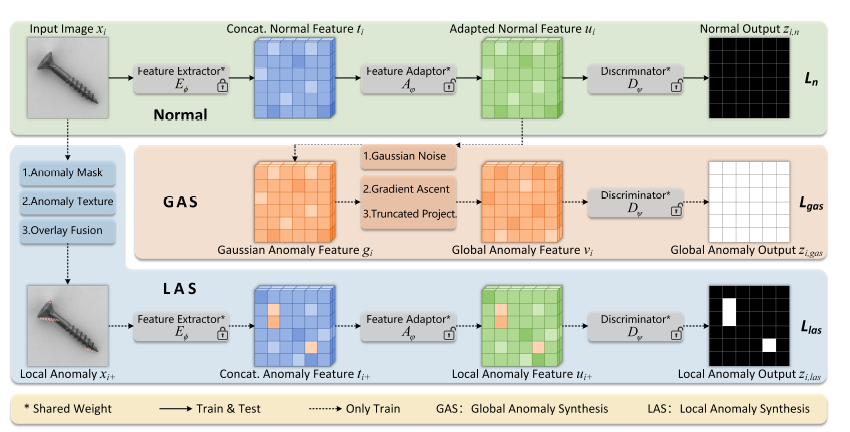 Input Image xᵢ
Concat. Normal Feature tᵢ
Adapted Normal Feature uᵢ
Normal Output zᵢ,ₙ
Feature Extractor*
E𝜙
Feature Adaptor*
A𝜑
Discriminator*
D𝜓
Lₙ
Normal
1.Anomaly Mask
2.Anomaly Texture
3.Overlay Fusion
GAS
1.Gaussian Noise
2.Gradient Ascent
3.Truncated Project.
Discriminator*
D𝜓
L_gas
Gaussian Anomaly Feature gᵢ
Global Anomaly Feature vᵢ
Global Anomaly Output z_i,gas
LAS
Feature Extractor*
E𝜙
Feature Adaptor*
A𝜑
Discriminator*
D𝜓
L_las
Local Anomaly xᵢ₊
Concat. Anomaly Feature tᵢ₊
Local Anomaly Feature uᵢ₊
Local Anomaly Output z_i,las
* Shared Weight
Train & Test
Only Train
GAS: Global Anomaly Synthesis
LAS: Local Anomaly Synthesis